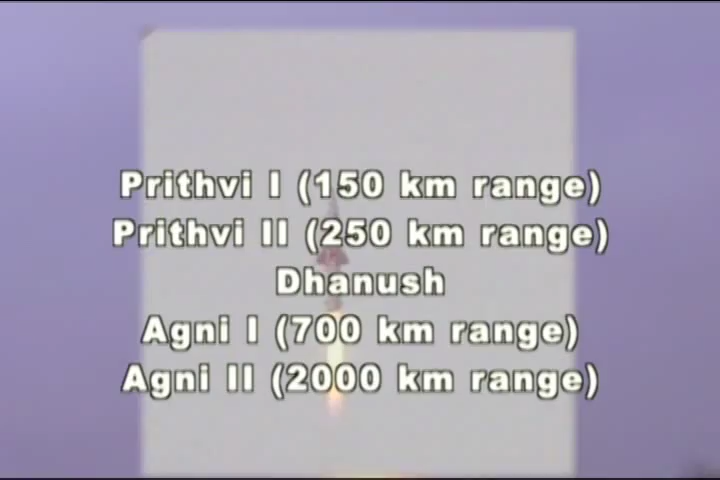 Prithvi I (150 km range)
Prithvi II (250 km range)
Dhanush
Agni I (700 km range)
Agni II (2000 km range)